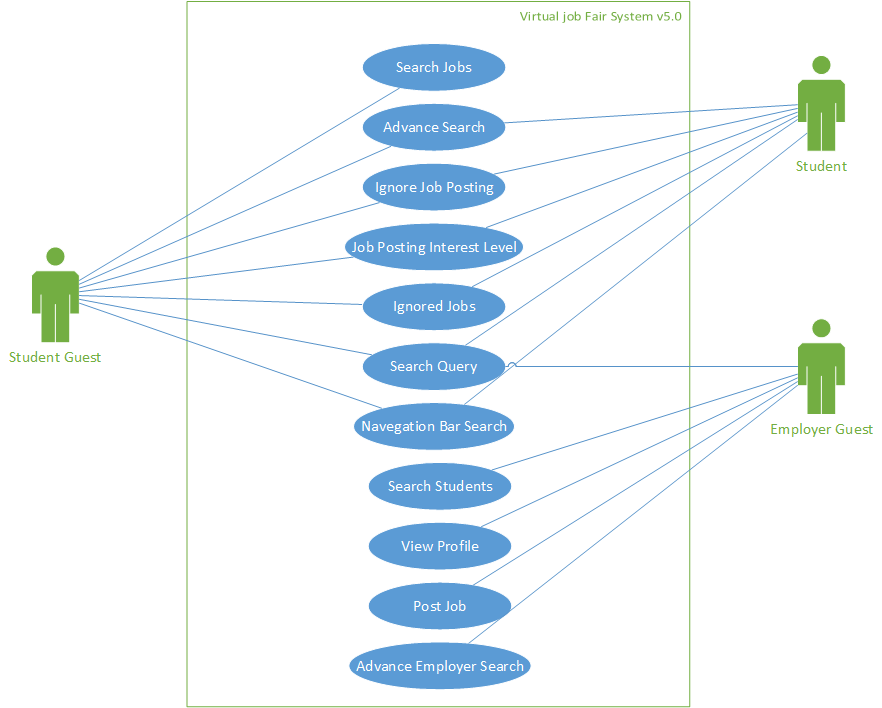 Virtual job Fair System v5.0
Search Jobs
Advance Search
Student
Ignore Job Posting
Job Posting Interest Level
Ignored Jobs
Student Guest
Search Query
Navegation Bar Search
Employer Guest
Search Students
View Profile
Post Job
Advance Employer Search